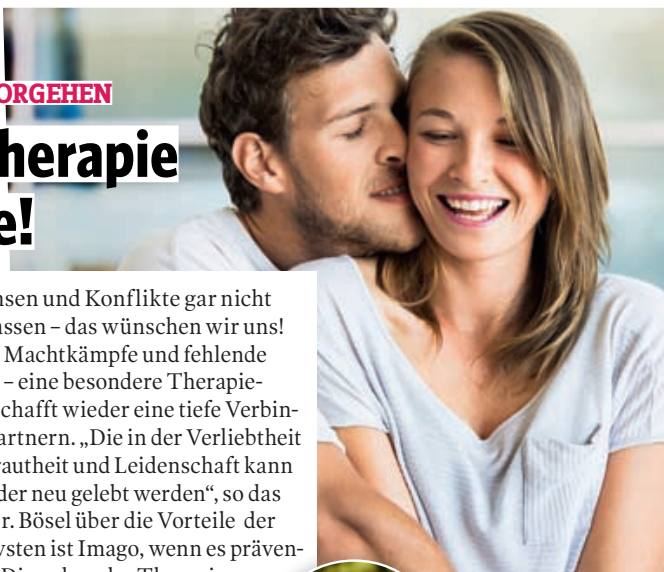 ORGEHEN
herapie
e!
nsen und Konflikte gar nicht
assen – das wünschen wir uns!
Machtkämpfe und fehlende
– eine besondere Therapie-
schafft wieder eine tiefe Verbin-
artnern. „Die in der Verliebtheit
rautheit und Leidenschaft kann
der neu gelebt werden“, so das
r. Bösel über die Vorteile der
vsten ist Imago, wenn es präven-